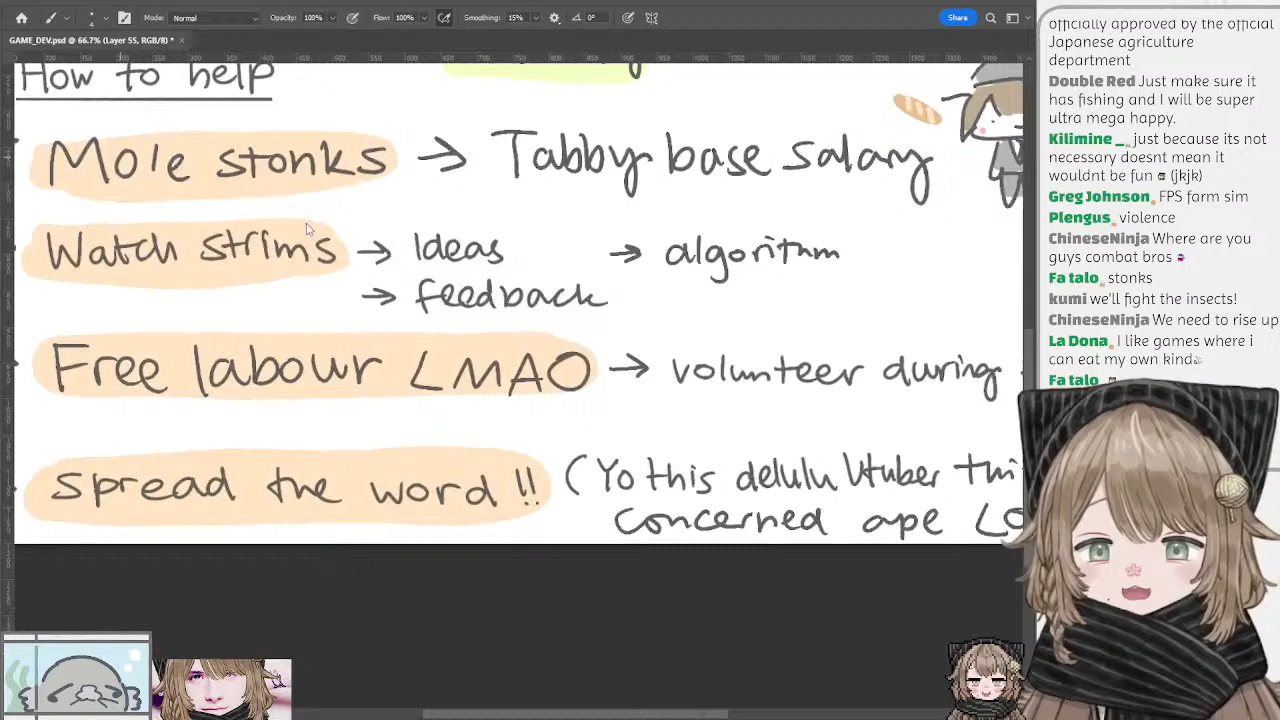 Mode: Normal Opacity: 100% Flow: 100% Smoothing: 15% 0° Share
GAME_DEV.psd @ 66.7% (Layer 55, RGB/8) *
How to help
Mole stonks → Tabby base salary
Watch strims → Ideas → algorithm
→ feedback
Free labour LMAO → volunteer during
spread the word !! (Yo this delulu Vtuber thi
concerned ape LO
officially approved by the official
Japanese agriculture
department
Double Red Just make sure it
has fishing and I will be super
ultra mega happy.
Kilimine _ just because its not
necessary doesnt mean it
wouldnt be fun (jkjk)
Greg Johnson FPS farm sim
Plengus violence
ChineseNinja Where are you
guys combat bros
Fa talo stonks
kumi we'll fight the insects!
ChineseNinja We need to rise up
La Dona I like games where i
can eat my own kinda
Fa talo